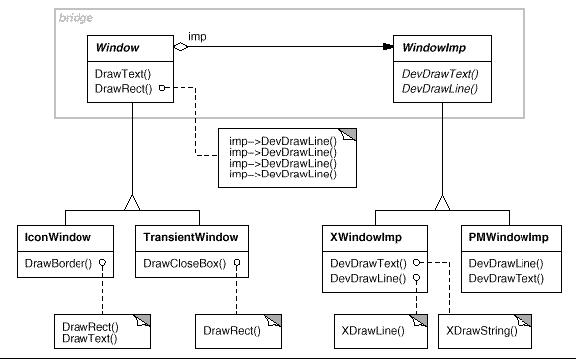 bridge
Window
imp
WindowImp
DrawText()
DrawRect()
DevDrawText()
DevDrawLine()
imp->DevDrawLine()
imp->DevDrawLine()
imp->DevDrawLine()
imp->DevDrawLine()
IconWindow
DrawBorder()
TransientWindow
DrawCloseBox()
XWindowImp
DevDrawText()
DevDrawLine()
PMWindowImp
DevDrawLine()
DevDrawText()
DrawRect()
DrawText()
DrawRect()
XDrawLine()
XDrawString()